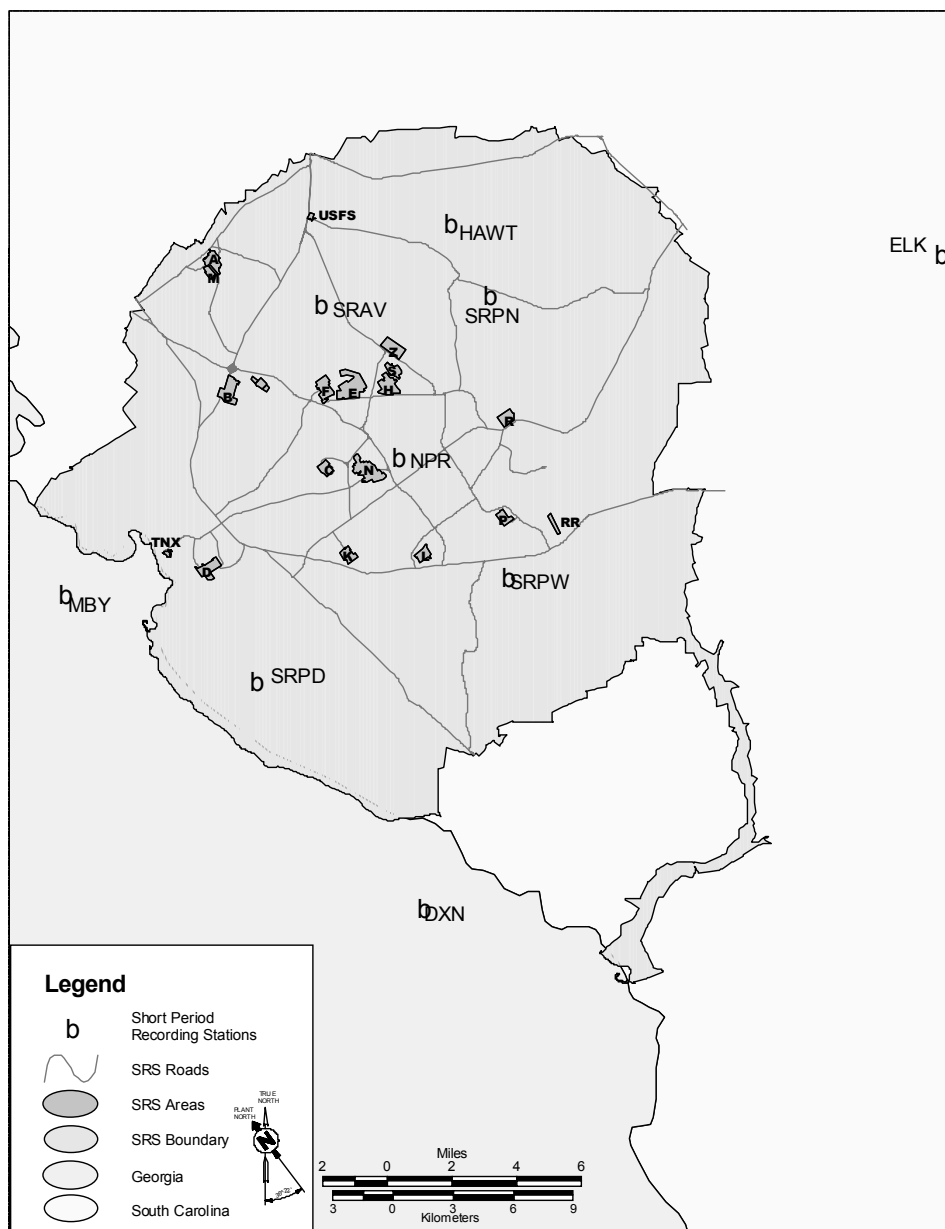 USFS
b HAWT
ELK b
A
M
b SRAV
b
SRPN
Z
S
F
E
H
B
R
C
N
b NPR
P
RR
TNX
K
L
D
b SRPW
b MBY
b SRPD
b DXN
Legend
b
Short Period
Recording Stations
SRS Roads
SRS Areas
SRS Boundary
Georgia
South Carolina
TRUE
NORTH
PLANT
NORTH
N
Miles
2 0 2 4 6
3 0 3 6 9
Kilometers